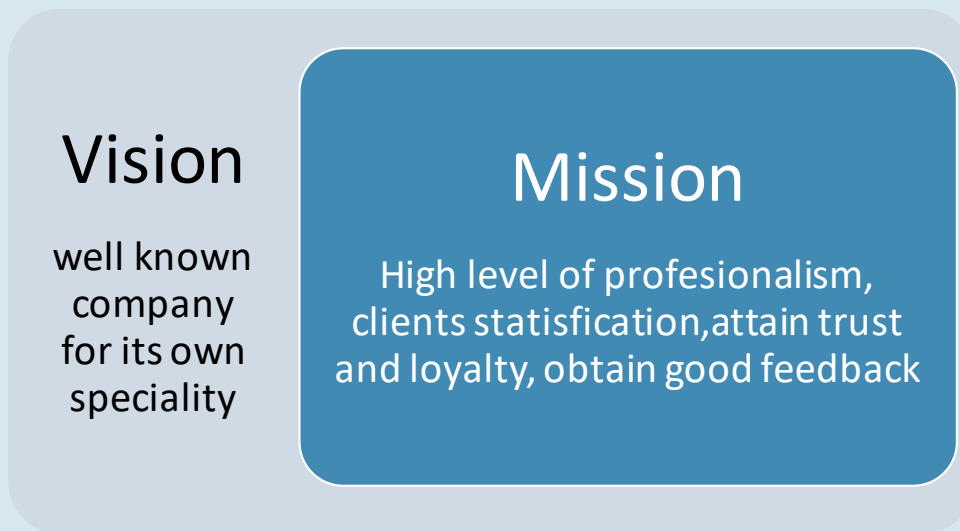 Vision
well known
company
for its own
speciality
Mission
High level of profesionalism,
clients statisfication,attain trust
and loyalty, obtain good feedback